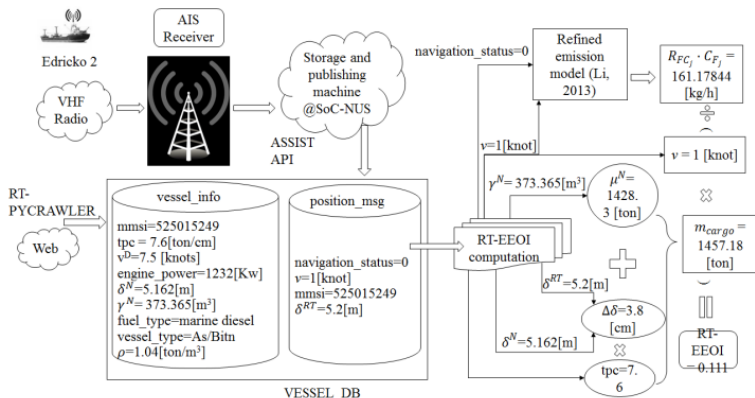 Edricko 2
VHF
Radio
AIS
Receiver
Storage and
publishing
machine
@SoC-NUS
ASSIST
API
RT-
PYCRAWLER
Web
vessel_info
mmsi=525015249
tpc = 7.6[ton/cm]
v^D=7.5 [knots]
engine_power=1232[Kw]
δ^N=5.162[m]
γ^N= 373.365[m³]
fuel_type=marine diesel
vessel_type=As/Bitn
ρ=1.04[ton/m³]
position_msg
navigation_status=0
v=1[knot]
mmsi=525015249
δ^RT=5.2[m]
VESSEL_DB
RT-EEOI
computation
navigation_status=0
Refined
emission
model (Li,
2013)
R_FC_j · C_F_j =
161.17844
[kg/h]
÷
(
v=1[knot]
v = 1 [knot]
γ^N= 373.365[m³]
μ^N=
1428.
3 [ton]
×
m_cargo =
1457.18
[ton]
)
+
δ^RT=5.2[m]
Δδ=3.8
[cm]
δ^N=5.162[m]
×
tpc=7.
6
=
RT-
EEOI
= 0.111